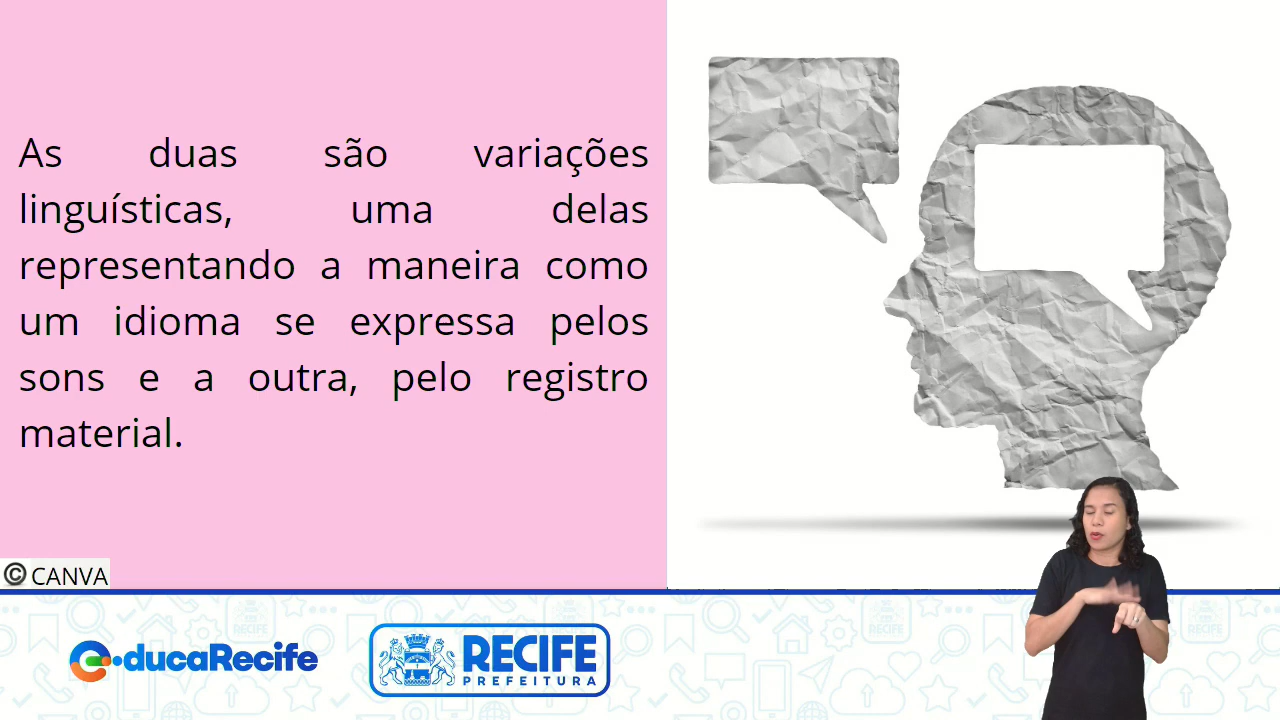 As duas são variações
linguísticas, uma delas
representando a maneira como
um idioma se expressa pelos
sons e a outra, pelo registro
material.
© CANVA
ducaRecife
RECIFE
PREFEITURA